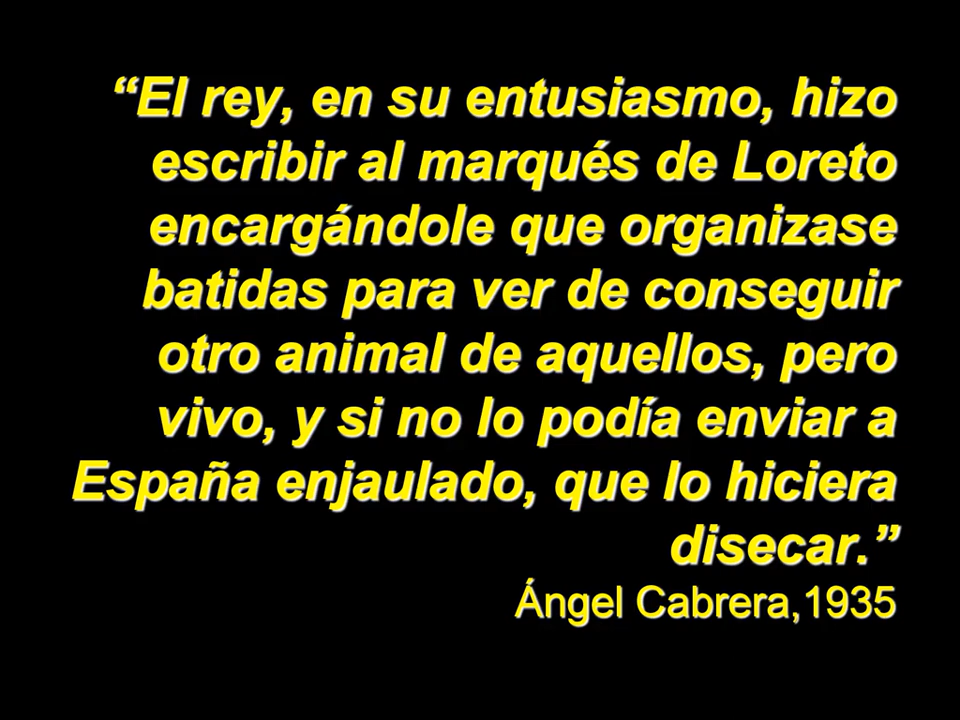 “El rey, en su entusiasmo, hizo
escribir al marqués de Loreto
encargándole que organizase
batidas para ver de conseguir
otro animal de aquellos, pero
vivo, y si no lo podía enviar a
España enjaulado, que lo hiciera
disecar.”
Ángel Cabrera,1935